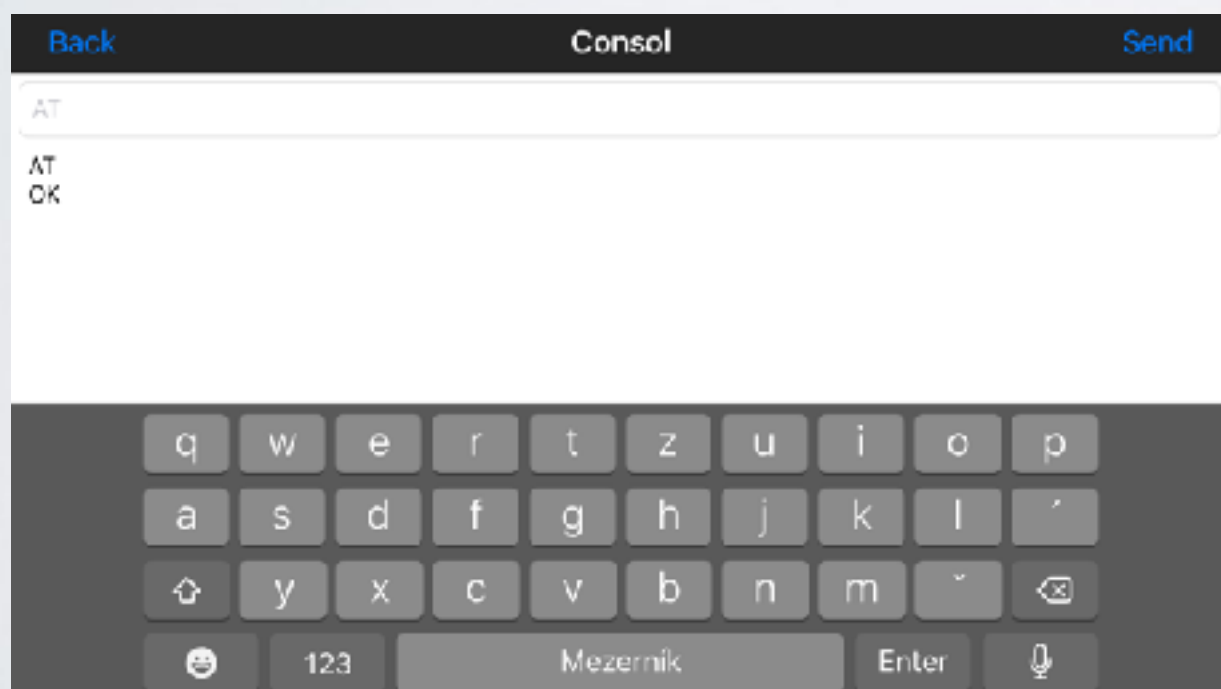 Back Consol Send
AT
AT
OK
q w e r t z u i o p
a s d f g h j k l ´
y x c v b n m ˇ
123 Mezerník Enter